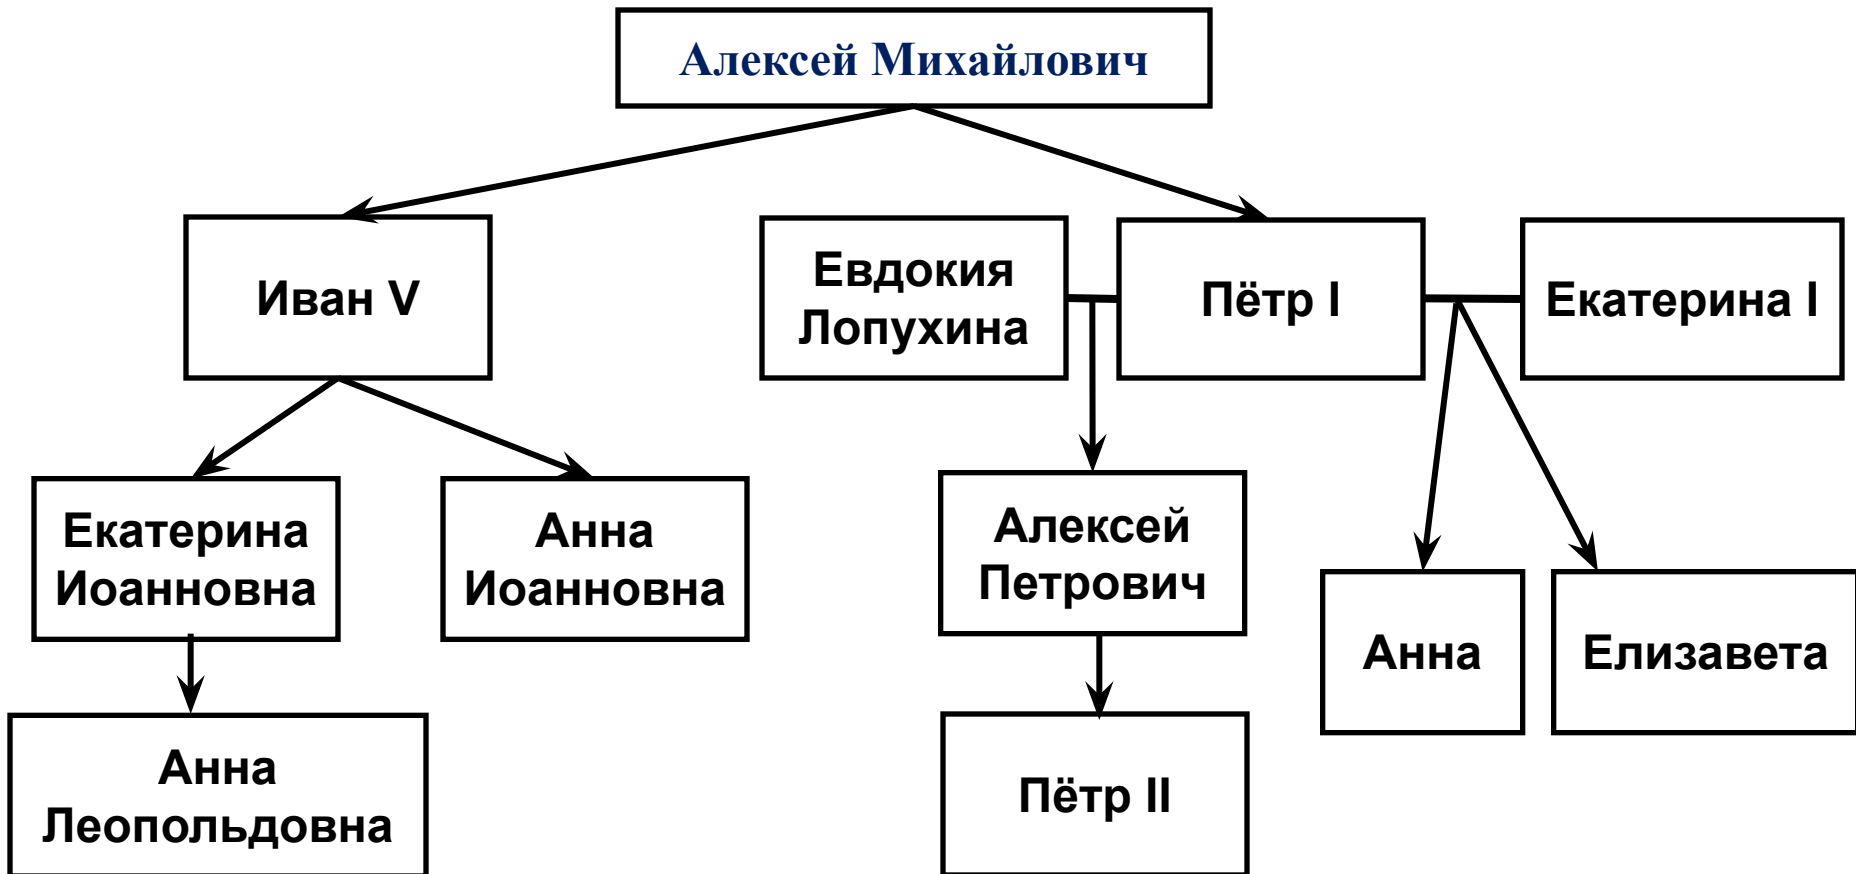 Алексей Михайлович
Иван V
Евдокия
Лопухина
Пётр I
Екатерина I
Екатерина
Иоанновна
Анна
Иоанновна
Алексей
Петрович
Анна
Елизавета
Анна
Леопольдовна
Пётр II